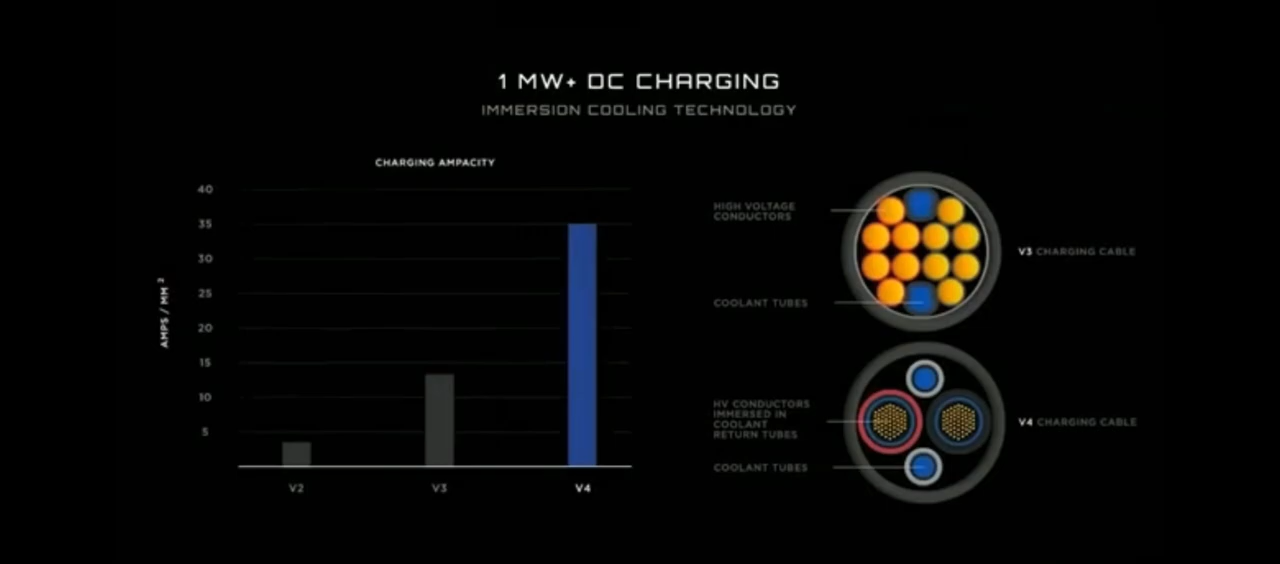 1 MW+ DC CHARGING
IMMERSION COOLING TECHNOLOGY
CHARGING AMPACITY
40
35
30
25
20
15
10
5
AMPS / MM ²
V2
V3
V4
HIGH VOLTAGE
CONDUCTORS
COOLANT TUBES
V3 CHARGING CABLE
HV CONDUCTORS
IMMERSED IN
COOLANT
RETURN TUBES
COOLANT TUBES
V4 CHARGING CABLE